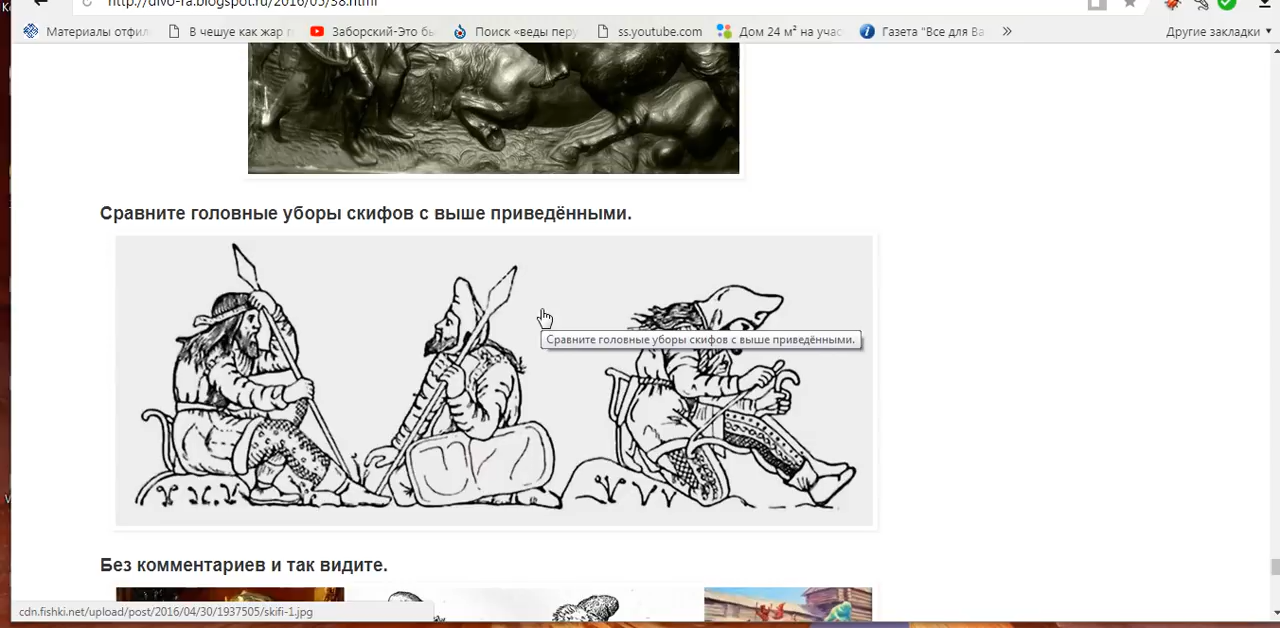 http://divo-ra.blogspot.ru/2016/05/38.html
Материалы отфил В чешуе как жар Заборский-Это бы Поиск «веды перу ss.youtube.com Дом 24 м² на учас Газета "Все для Ва » Другие закладки
Сравните головные уборы скифов с выше приведёнными.
Сравните головные уборы скифов с выше приведёнными.
Без комментариев и так видите.
cdn.fishki.net/upload/post/2016/04/30/1937505/skifi-1.jpg